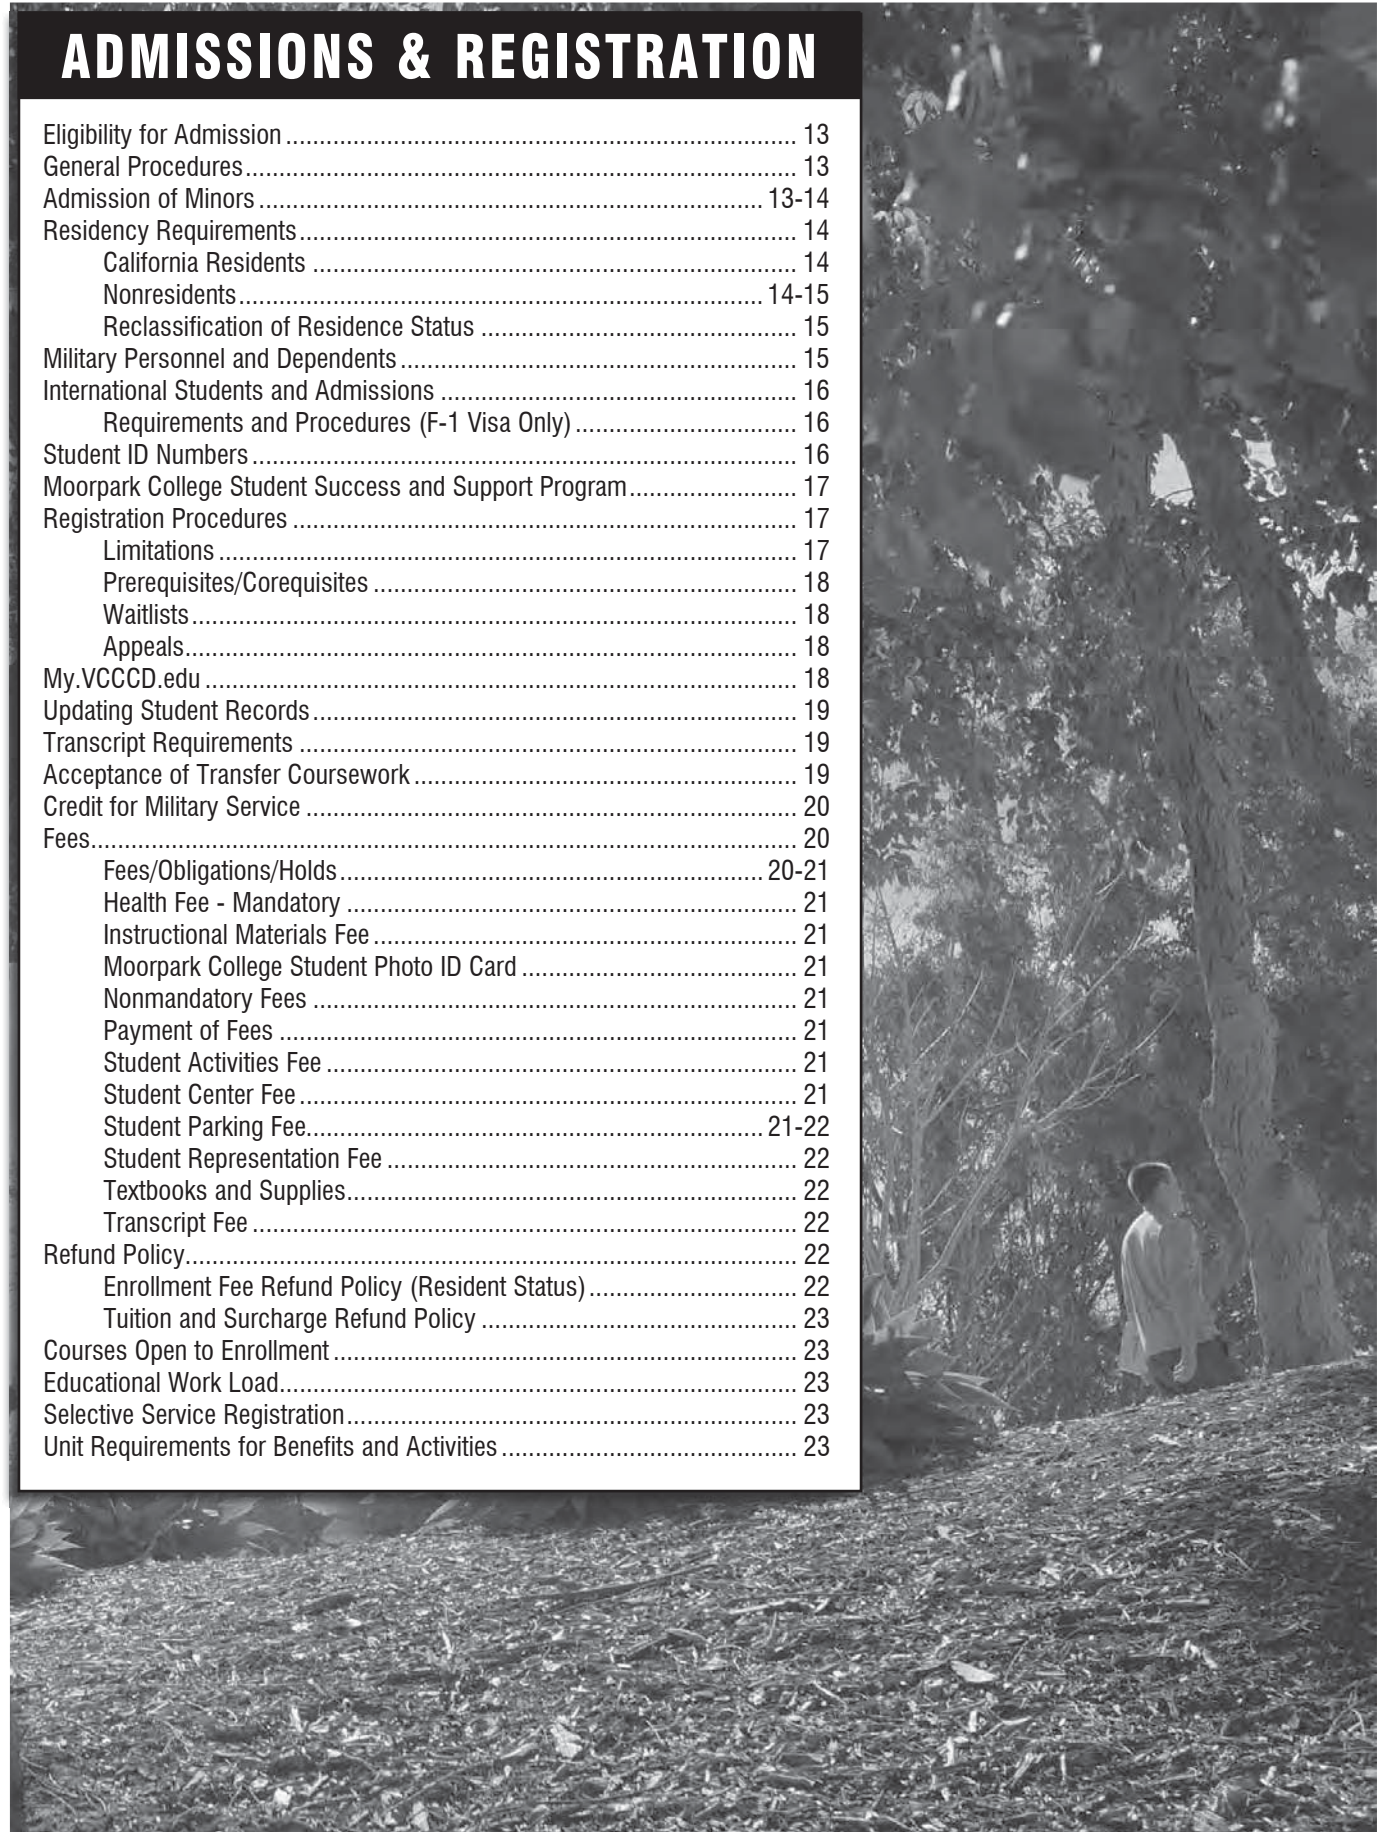 ADMISSIONS & REGISTRATION
Eligibility for Admission ............................................................................ 13
General Procedures.................................................................................. 13
Admission of Minors ........................................................................... 13-14
Residency Requirements.......................................................................... 14
California Residents ........................................................................ 14
Nonresidents.............................................................................. 14-15
Reclassification of Residence Status ............................................... 15
Military Personnel and Dependents........................................................... 15
International Students and Admissions ..................................................... 16
Requirements and Procedures (F-1 Visa Only) ................................. 16
Student ID Numbers ................................................................................. 16
Moorpark College Student Success and Support Program......................... 17
Registration Procedures ........................................................................... 17
Limitations ...................................................................................... 17
Prerequisites/Corequisites ............................................................... 18
Waitlists.......................................................................................... 18
Appeals........................................................................................... 18
My.VCCCD.edu ........................................................................................ 18
Updating Student Records........................................................................ 19
Transcript Requirements .......................................................................... 19
Acceptance of Transfer Coursework ......................................................... 19
Credit for Military Service ......................................................................... 20
Fees......................................................................................................... 20
Fees/Obligations/Holds ............................................................... 20-21
Health Fee - Mandatory ................................................................... 21
Instructional Materials Fee ............................................................... 21
Moorpark College Student Photo ID Card ......................................... 21
Nonmandatory Fees ........................................................................ 21
Payment of Fees ............................................................................. 21
Student Activities Fee ...................................................................... 21
Student Center Fee .......................................................................... 21
Student Parking Fee.................................................................... 21-22
Student Representation Fee ............................................................. 22
Textbooks and Supplies................................................................... 22
Transcript Fee ................................................................................. 22
Refund Policy........................................................................................... 22
Enrollment Fee Refund Policy (Resident Status) ............................... 22
Tuition and Surcharge Refund Policy ............................................... 23
Courses Open to Enrollment ..................................................................... 23
Educational Work Load............................................................................. 23
Selective Service Registration................................................................... 23
Unit Requirements for Benefits and Activities ............................................ 23